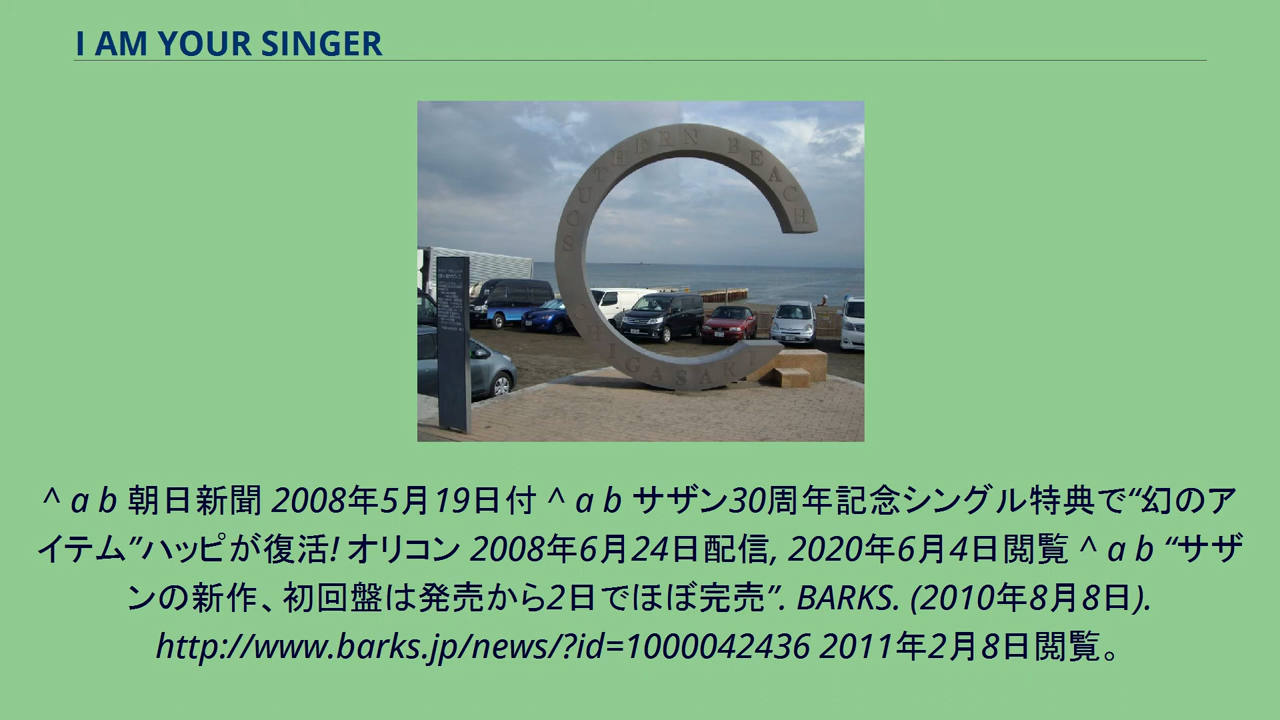 I AM YOUR SINGER
SOUTHERN BEACH
CHIGASAKI
^ a b 朝日新聞 2008年5月19日付 ^ a b サザン30周年記念シングル特典で“幻のア
イテム”ハッピが復活! オリコン 2008年6月24日配信, 2020年6月4日閲覧 ^ a b “サザ
ンの新作、初回盤は発売から2日でほぼ完売”. BARKS. (2010年8月8日).
http://www.barks.jp/news/?id=1000042436 2011年2月8日閲覧。